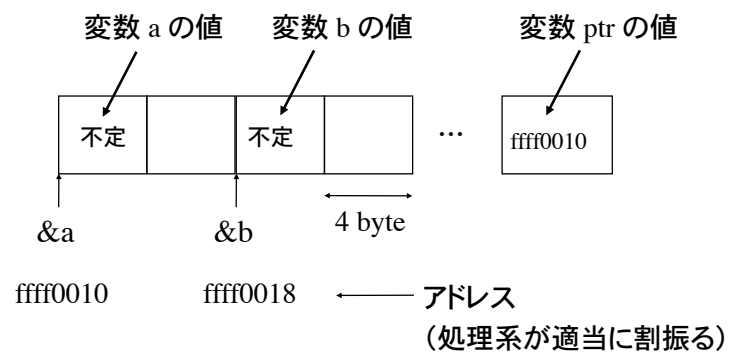 変数 a の値 変数 b の値 変数 ptr の値
不定 不定 … ffff0010
&a &b 4 byte
ffff0010 ffff0018 アドレス
（処理系が適当に割振る）